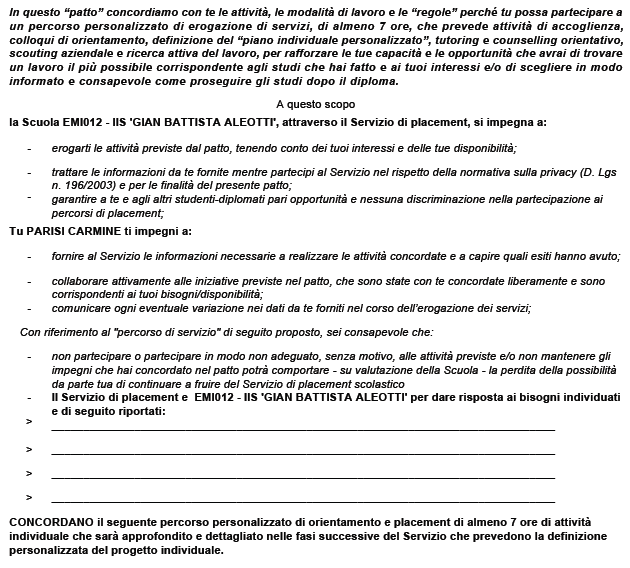 In questo “patto” concordiamo con te le attività, le modalità di lavoro e le “regole” perché tu possa partecipare a
un percorso personalizzato di erogazione di servizi, di almeno 7 ore, che prevede attività di accoglienza,
colloqui di orientamento, definizione del “piano individuale personalizzato”, tutoring e counselling orientativo,
scouting aziendale e ricerca attiva del lavoro, per rafforzare le tue capacità e le opportunità che avrai di trovare
un lavoro il più possibile corrispondente agli studi che hai fatto e ai tuoi interessi e/o di scegliere in modo
informato e consapevole come proseguire gli studi dopo il diploma.
A questo scopo
la Scuola EMI012 - IIS 'GIAN BATTISTA ALEOTTI', attraverso il Servizio di placement, si impegna a:
- erogarti le attività previste dal patto, tenendo conto dei tuoi interessi e delle tue disponibilità;
- trattare le informazioni da te fornite mentre partecipi al Servizio nel rispetto della normativa sulla privacy (D. Lgs
n. 196/2003) e per le finalità del presente patto;
- garantire a te e agli altri studenti-diplomati pari opportunità e nessuna discriminazione nella partecipazione ai
percorsi di placement;
Tu PARISI CARMINE ti impegni a:
- fornire al Servizio le informazioni necessarie a realizzare le attività concordate e a capire quali esiti hanno avuto;
- collaborare attivamente alle iniziative previste nel patto, che sono state con te concordate liberamente e sono
corrispondenti ai tuoi bisogni/disponibilità;
- comunicare ogni eventuale variazione nei dati da te forniti nel corso dell’erogazione dei servizi;
Con riferimento al "percorso di servizio" di seguito proposto, sei consapevole che:
- non partecipare o partecipare in modo non adeguato, senza motivo, alle attività previste e/o non mantenere gli
impegni che hai concordato nel patto potrà comportare - su valutazione della Scuola - la perdita della possibilità
da parte tua di continuare a fruire del Servizio di placement scolastico
- Il Servizio di placement e EMI012 - IIS 'GIAN BATTISTA ALEOTTI' per dare risposta ai bisogni individuati
e di seguito riportati:
> ____________________
> ____________________
> ____________________
> ____________________
CONCORDANO il seguente percorso personalizzato di orientamento e placement di almeno 7 ore di attività
individuale che sarà approfondito e dettagliato nelle fasi successive del Servizio che prevedono la definizione
personalizzata del progetto individuale.